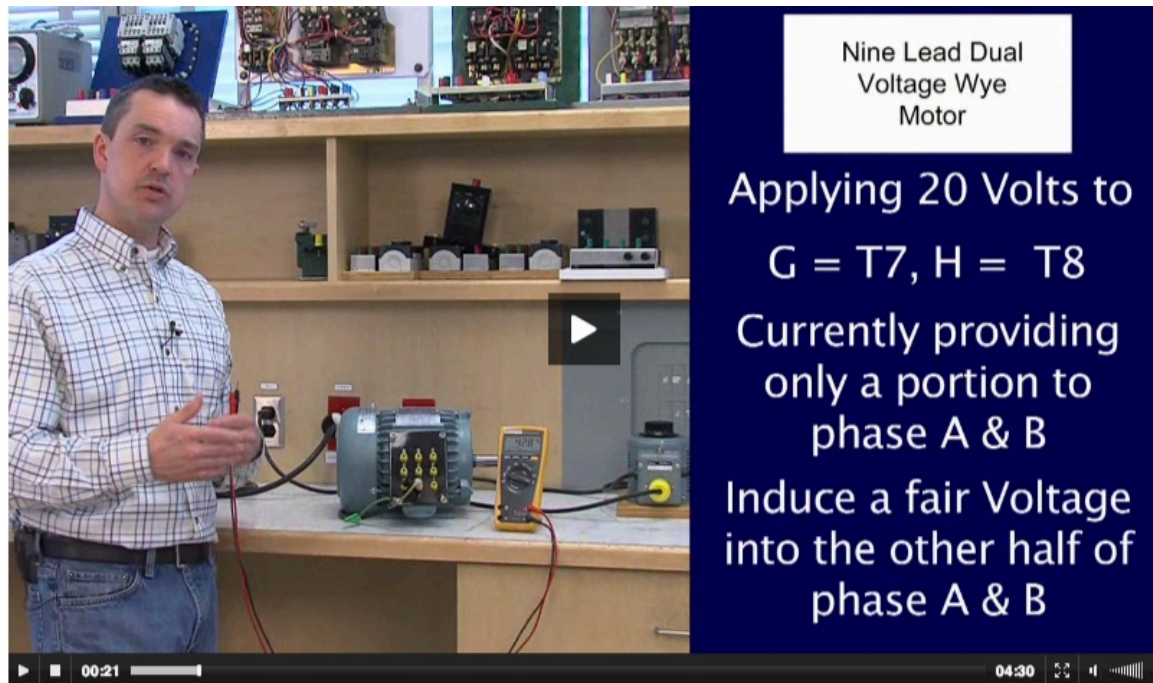 Nine Lead Dual
Voltage Wye
Motor
Applying 20 Volts to
G = T7, H = T8
Currently providing
only a portion to
phase A & B
Induce a fair Voltage
into the other half of
phase A & B
00:21
04:30